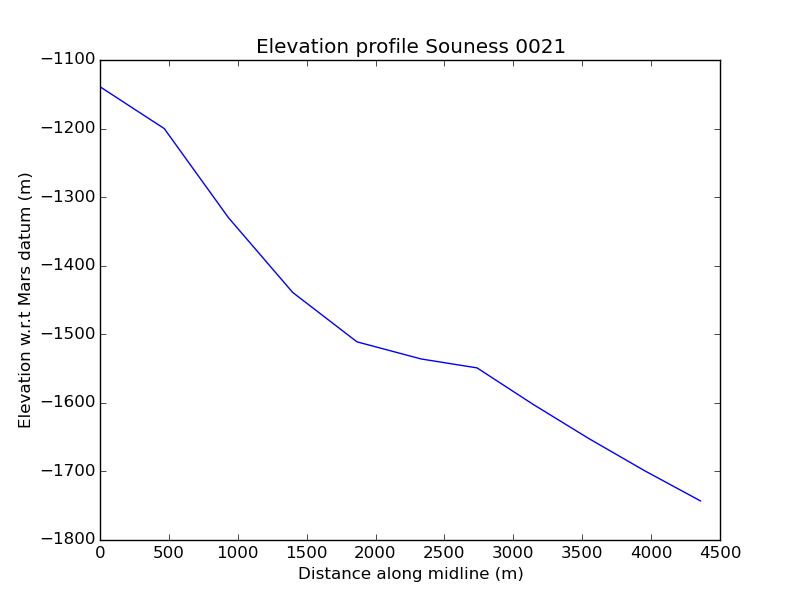 Elevation profile Souness 0021
Elevation w.r.t Mars datum (m)
−1100
−1200
−1300
−1400
−1500
−1600
−1700
−1800
0 500 1000 1500 2000 2500 3000 3500 4000 4500
Distance along midline (m)